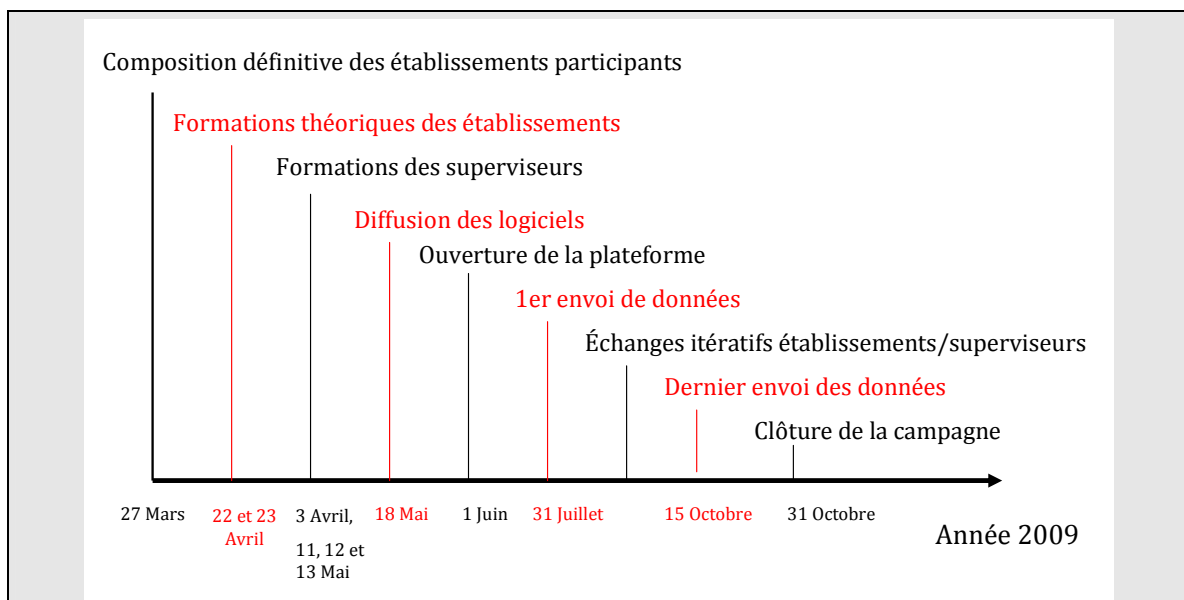 Composition définitive des établissements participants
Formations théoriques des établissements
Formations des superviseurs
Diffusion des logiciels
Ouverture de la plateforme
1er envoi de données
Échanges itératifs établissements/superviseurs
Dernier envoi des données
Clôture de la campagne
27 Mars
22 et 23
Avril
3 Avril,
11, 12 et
13 Mai
18 Mai
1 Juin
31 Juillet
15 Octobre
31 Octobre
Année 2009